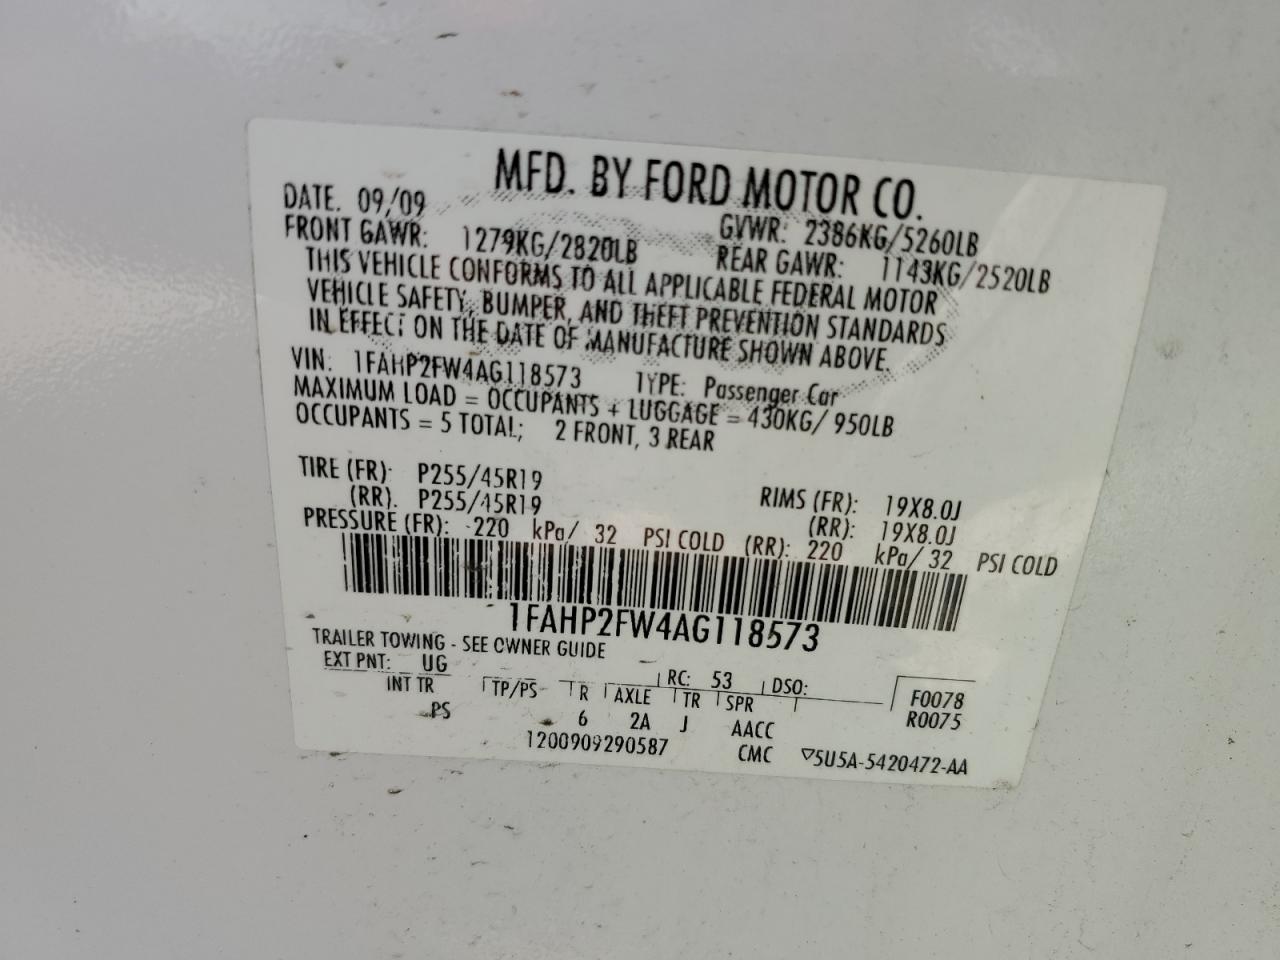 MFD. BY FORD MOTOR CO.
DATE. 09/09 GVWR: 2386KG/5260LB
FRONT GAWR: 1279KG/2820LB REAR GAWR: 1143KG/2520LB
THIS VEHICLE CONFORMS TO ALL APPLICABLE FEDERAL MOTOR
VEHICLE SAFETY, BUMPER, AND THEFT PREVENTION STANDARDS
IN EFFECT ON THE DATE OF MANUFACTURE SHOWN ABOVE.
VIN: 1FAHP2FW4AG118573 TYPE: Passenger Car
MAXIMUM LOAD = OCCUPANTS + LUGGAGE = 430KG/ 950LB
OCCUPANTS = 5 TOTAL; 2 FRONT, 3 REAR
TIRE (FR): P255/45R19 RIMS (FR): 19X8.0J
(RR). P255/45R19 (RR): 19X8.0J
PRESSURE (FR): 220 kPa/ 32 PSI COLD (RR): 220 kPa/ 32 PSI COLD
1FAHP2FW4AG118573
TRAILER TOWING - SEE OWNER GUIDE
EXT PNT: UG RC: 53 DSO:
INT TR TP/PS R AXLE TR SPR F0078
PS 6 2A J AACC R0075
1200909290587 CMC ▽5U5A-5420472-AA